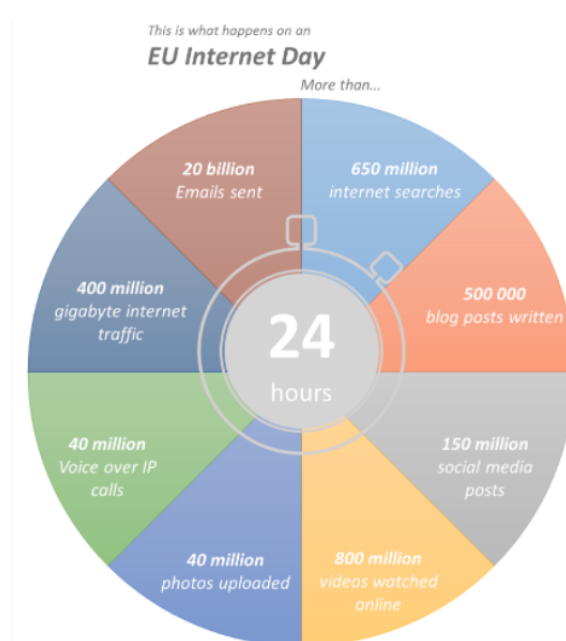 This is what happens on an
EU Internet Day
More than...
650 million
internet searches
500 000
blog posts written
150 million
social media
posts
800 million
videos watched
online
40 million
photos uploaded
40 million
Voice over IP
calls
400 million
gigabyte internet
traffic
20 billion
Emails sent
24
hours